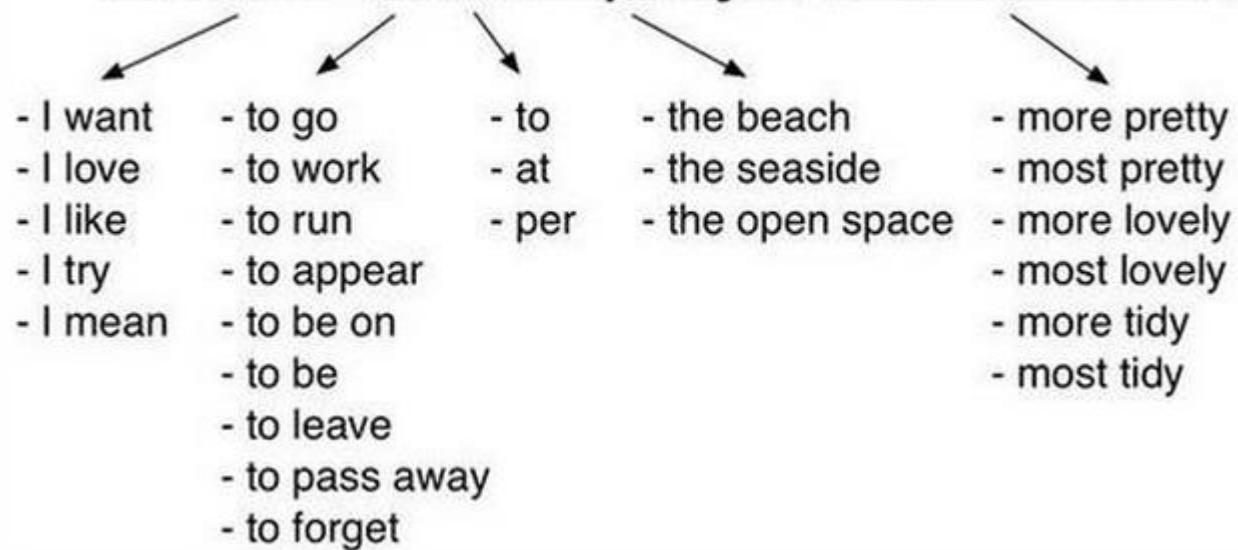 - I want
- I love
- I like
- I try
- I mean
- to go
- to work
- to run
- to appear
- to be on
- to be
- to leave
- to pass away
- to forget
- to
- at
- per
- the beach
- the seaside
- the open space
- more pretty
- most pretty
- more lovely
- most lovely
- more tidy
- most tidy